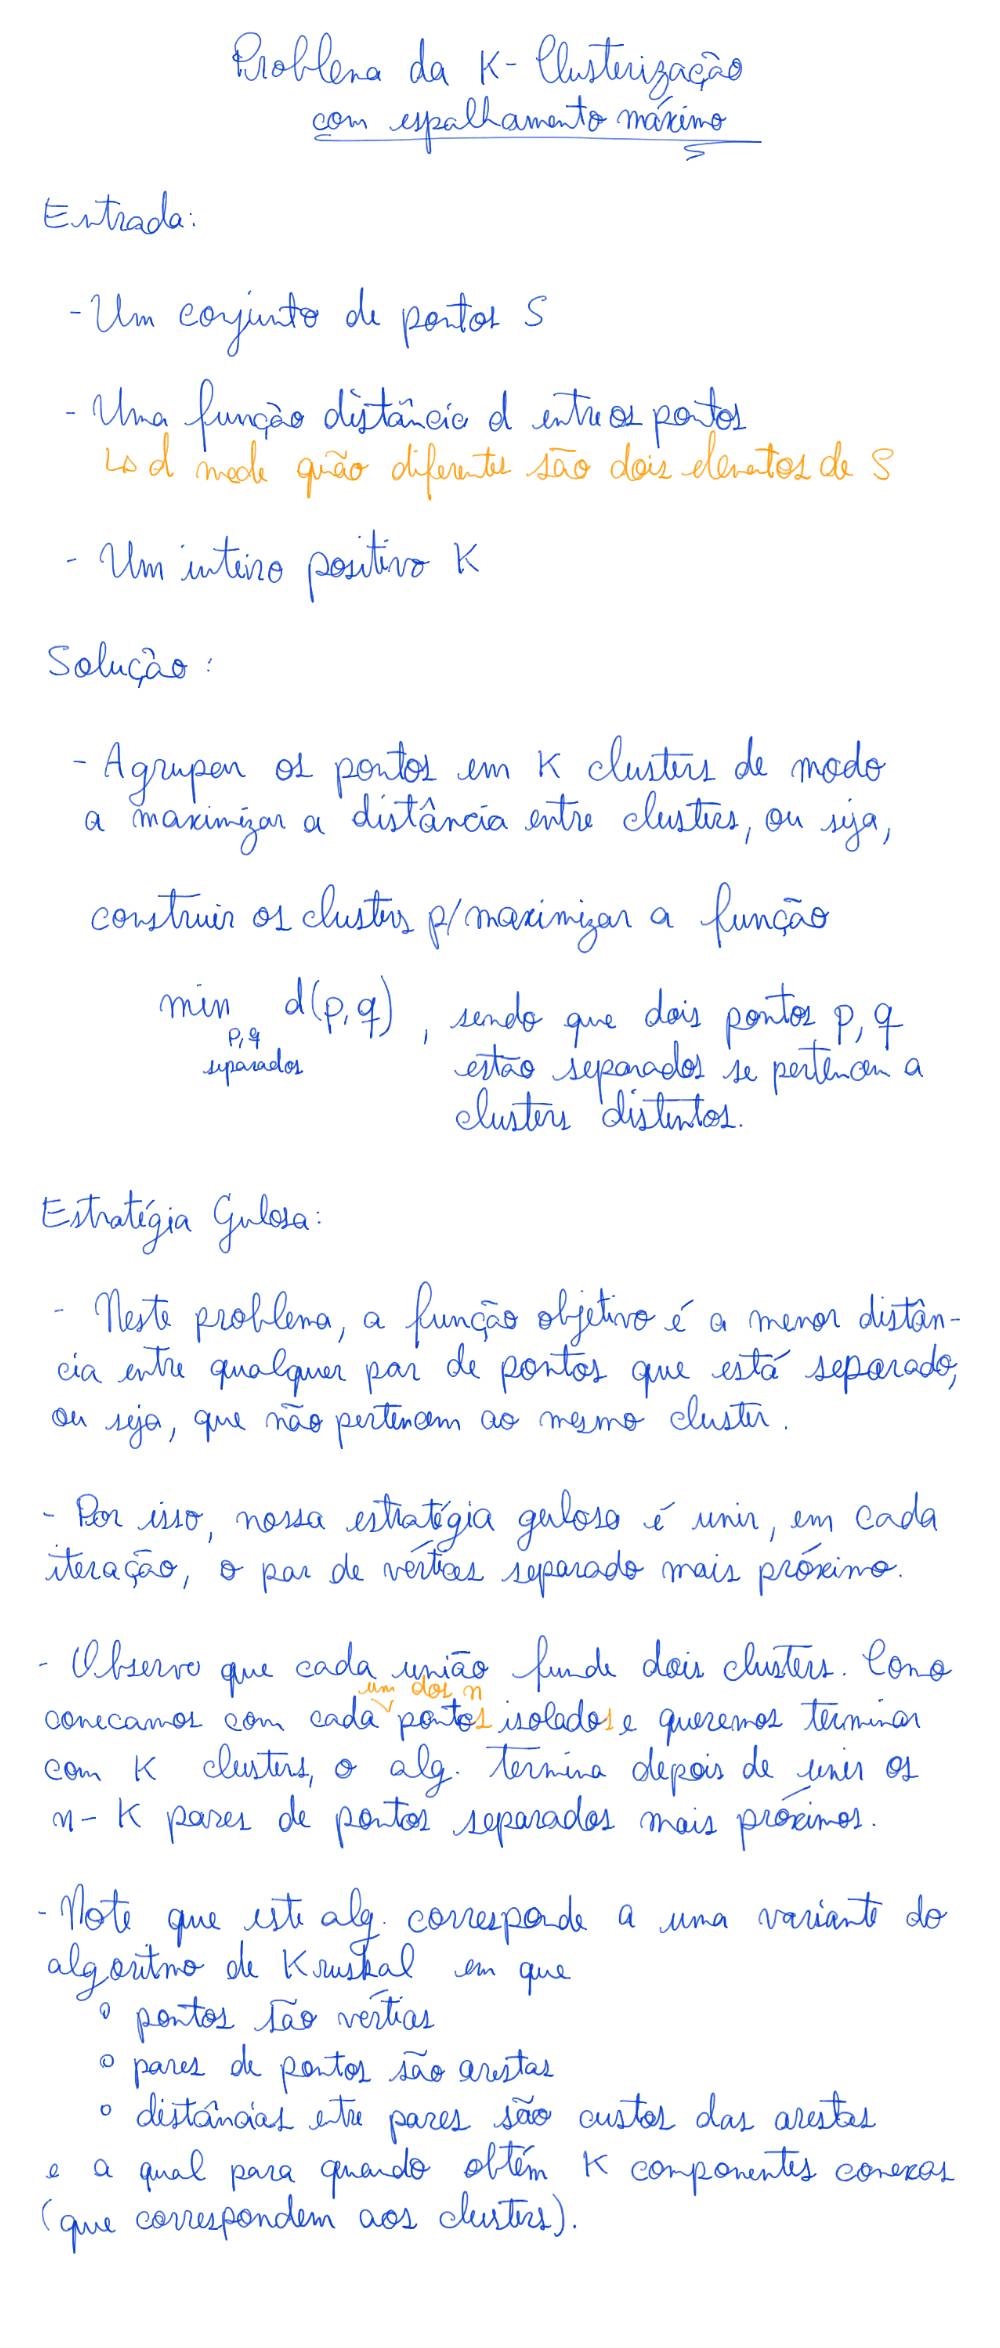 Problema da K-Clusterização
com espalhamento máximo
Entrada:
- Um conjunto de pontos S
- Uma função distância d entre os pontos
↳ d mede quão diferentes são dois elementos de S
- Um inteiro positivo K
Solução:
- Agrupar os pontos em K clusters de modo
a maximizar a distância entre clusters, ou seja,
construir os clusters p/ maximizar a função
min d(p,q), sendo que dois pontos p, q
p,q
separados
estão separados se pertencem a
clusters distintos.
Estratégia Gulosa:
- Neste problema, a função objetivo é a menor distân-
cia entre qualquer par de pontos que está separado,
ou seja, que não pertencem ao mesmo cluster.
- Por isso, nossa estratégia gulosa é unir, em cada
iteração, o par de vértices separado mais próximo.
- Observe que cada união funde dois clusters. Como
começamos com cada um dos n pontos isolados e queremos terminar
com K clusters, o alg. termina depois de unir os
n-K pares de pontos separados mais próximos.
- Note que este alg. corresponde a uma variante do
algoritmo de Kruskal em que
° pontos são vértices
° pares de pontos são arestas
° distâncias entre pares são custos das arestas
e a qual para quando obtém K componentes conexas
(que correspondem aos clusters).